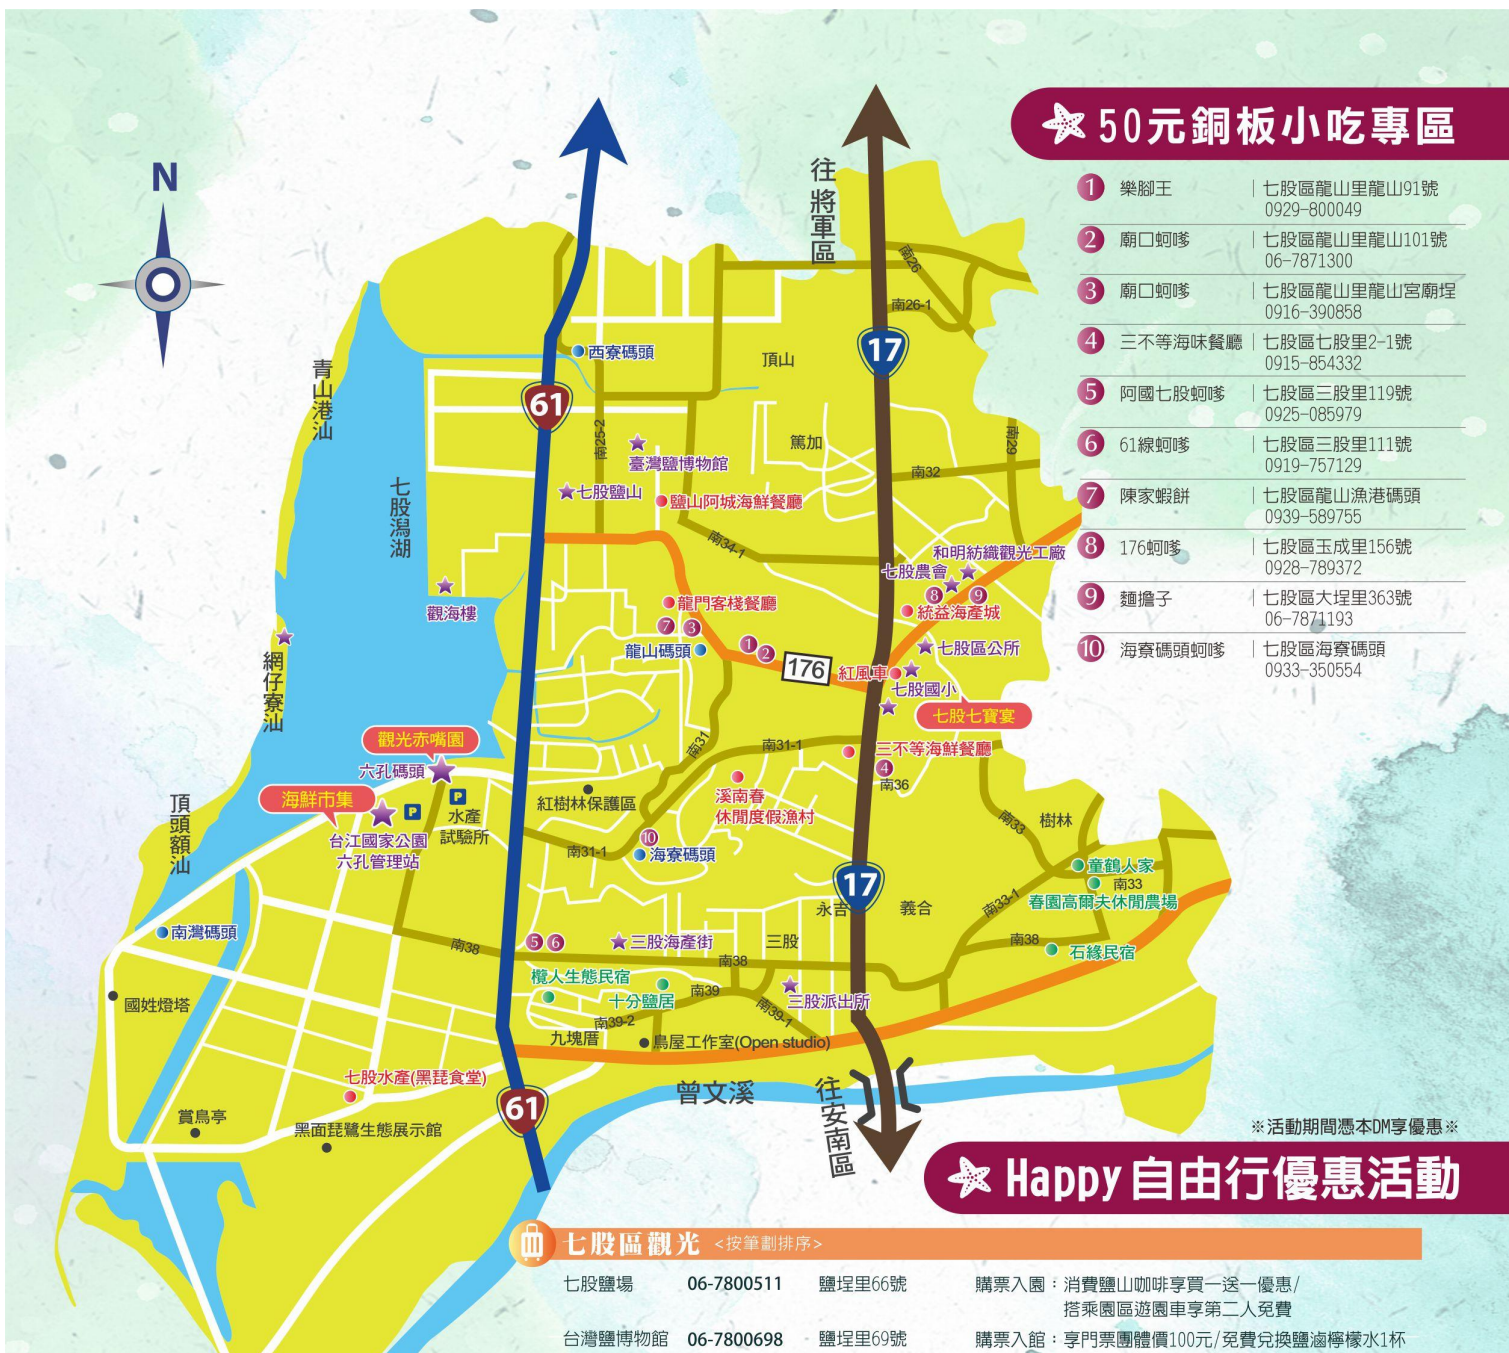 50元銅板小吃專區
1 樂腳王 七股區龍山里龍山91號
0929-800049
2 廟口蚵嗲 七股區龍山里龍山101號
06-7871300
3 廟口蚵嗲 七股區龍山里龍山宮廟埕
0916-390858
4 三不等海味餐廳 七股區七股里2-1號
0915-854332
5 阿國七股蚵嗲 七股區三股里119號
0925-085979
6 61線蚵嗲 七股區三股里111號
0919-757129
7 陳家蝦餅 七股區龍山漁港碼頭
0939-589755
8 176蚵嗲 七股區玉成里156號
0928-789372
9 麵擔子 七股區大埕里363號
06-7871193
10 海寮碼頭蚵嗲 七股區海寮碼頭
0933-350554
N
往將軍區
南26
南26-1
17
西寮碼頭
頂山
青山港汕
61
南25-2
篤加
南29
臺灣鹽博物館
南32
七股鹽山
七股潟湖
鹽山阿城海鮮餐廳
南34-1
和明紡織觀光工廠
七股農會
8
9
觀海樓
龍門客棧餐廳
統益海產城
7
3
龍山碼頭
1
2
七股區公所
網仔寮汕
176
紅風車
七股國小
七股七寶宴
觀光赤嘴園
南31
南31-1
三不等海鮮餐廳
六孔碼頭
4
南36
海鮮市集
P
P
紅樹林保護區
溪南春
休閒度假漁村
頂頭額汕
水產
試驗所
台江國家公園
六孔管理站
南33
樹林
10
南31-1
海寮碼頭
童鶴人家
17
南33
南33-1
春園高爾夫休閒農場
永吉
義合
南灣碼頭
南38
5
6
三股海產街
三股
南38
南38
石緣民宿
欖人生態民宿
十分鹽居
南39
三股派出所
國姓燈塔
南39-2
南39-1
九塊厝
鳥屋工作室(Open studio)
七股水產(黑琵食堂)
61
曾文溪
往安南區
賞鳥亭
黑面琵鷺生態展示館
※活動期間憑本DM享優惠※
Happy自由行優惠活動
七股區觀光 <按筆劃排序>
七股鹽場 06-7800511 鹽埕里66號 購票入園：消費鹽山咖啡享買一送一優惠/
搭乘園區遊園車享第二人免費
台灣鹽博物館 06-7800698 鹽埕里69號 購票入館：享門票團體價100元/免費兌換鹽滷檸檬水1杯